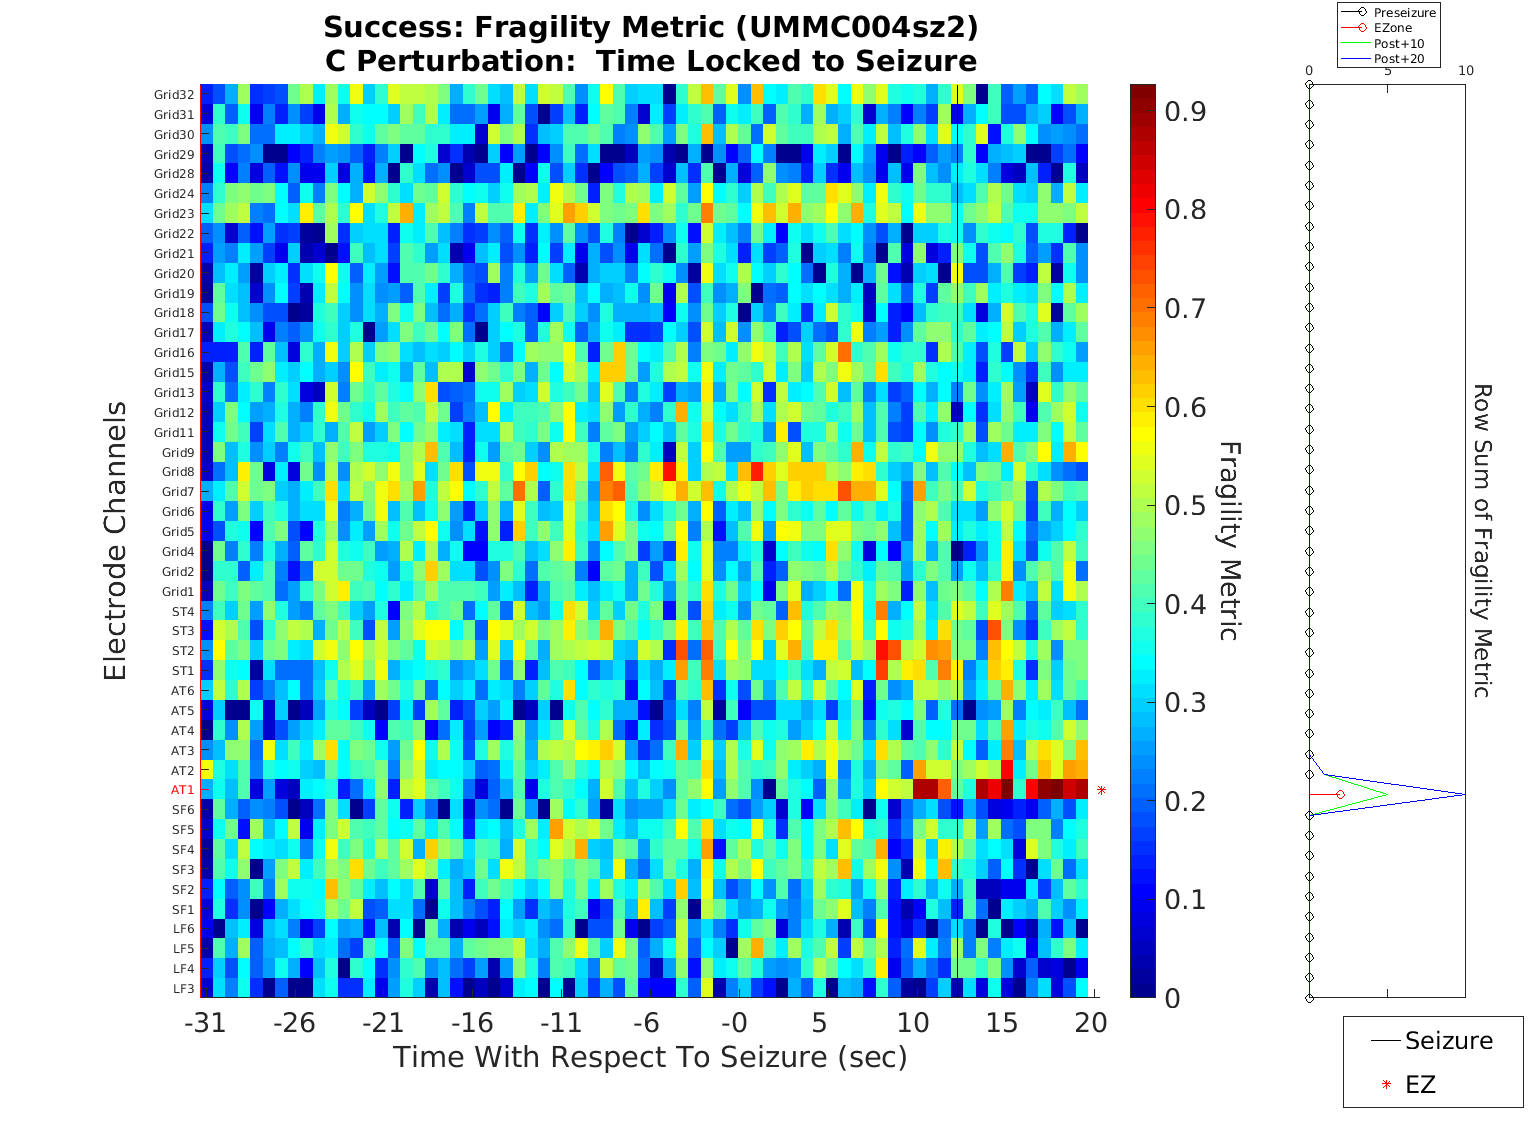 Success: Fragility Metric (UMMC004sz2)
C Perturbation:  Time Locked to Seizure
Electrode Channels
Grid32
Grid31
Grid30
Grid29
Grid28
Grid24
Grid23
Grid22
Grid21
Grid20
Grid19
Grid18
Grid17
Grid16
Grid15
Grid13
Grid12
Grid11
Grid9
Grid8
Grid7
Grid6
Grid5
Grid4
Grid2
Grid1
ST4
ST3
ST2
ST1
AT6
AT5
AT4
AT3
AT2
AT1
SF6
SF5
SF4
SF3
SF2
SF1
LF6
LF5
LF4
LF3
-31 -26 -21 -16 -11 -6 -0 5 10 15 20
Time With Respect To Seizure (sec)
0.9
0.8
0.7
0.6
0.5
0.4
0.3
0.2
0.1
0
Fragility Metric
Preseizure
EZone
Post+10
Post+20
0 5 10
Row Sum of Fragility Metric
Seizure
EZ